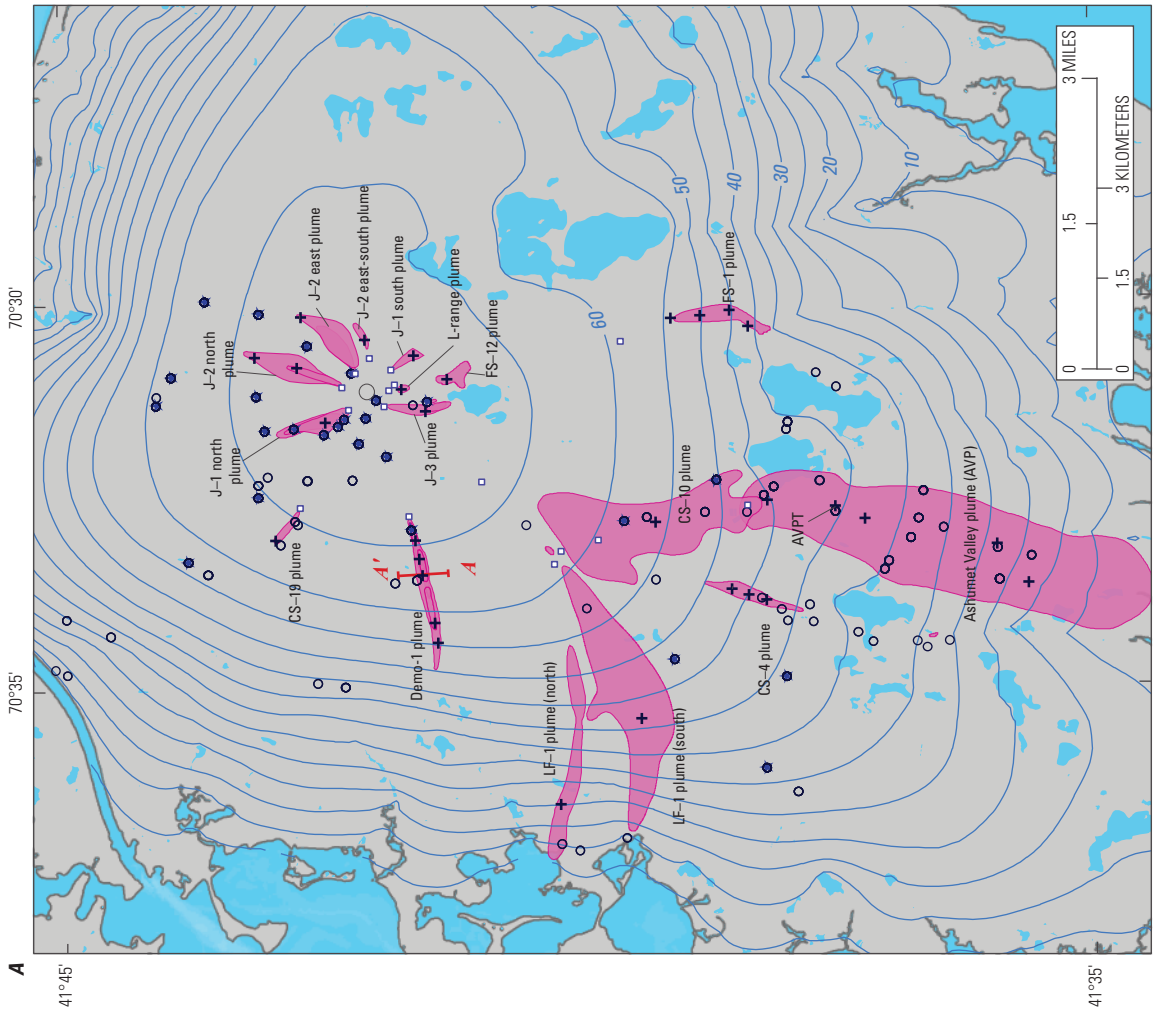 A
70°35'
70°30'
41°45'
41°35'
J–2 north
plume
J–2 east plume
J–2 east-south plume
J–1 south plume
L-range plume
FS–12 plume
J–1 north
plume
J–3 plume
CS–19 plume
A'
A
Demo-1 plume
LF–1 plume (north)
LF–1 plume (south)
CS–10 plume
CS–4 plume
AVPT
Ashumet Valley plume (AVP)
FS–1 plume
60
50
40
30
20
10
0 1.5 3 MILES
0 1.5 3 KILOMETERS